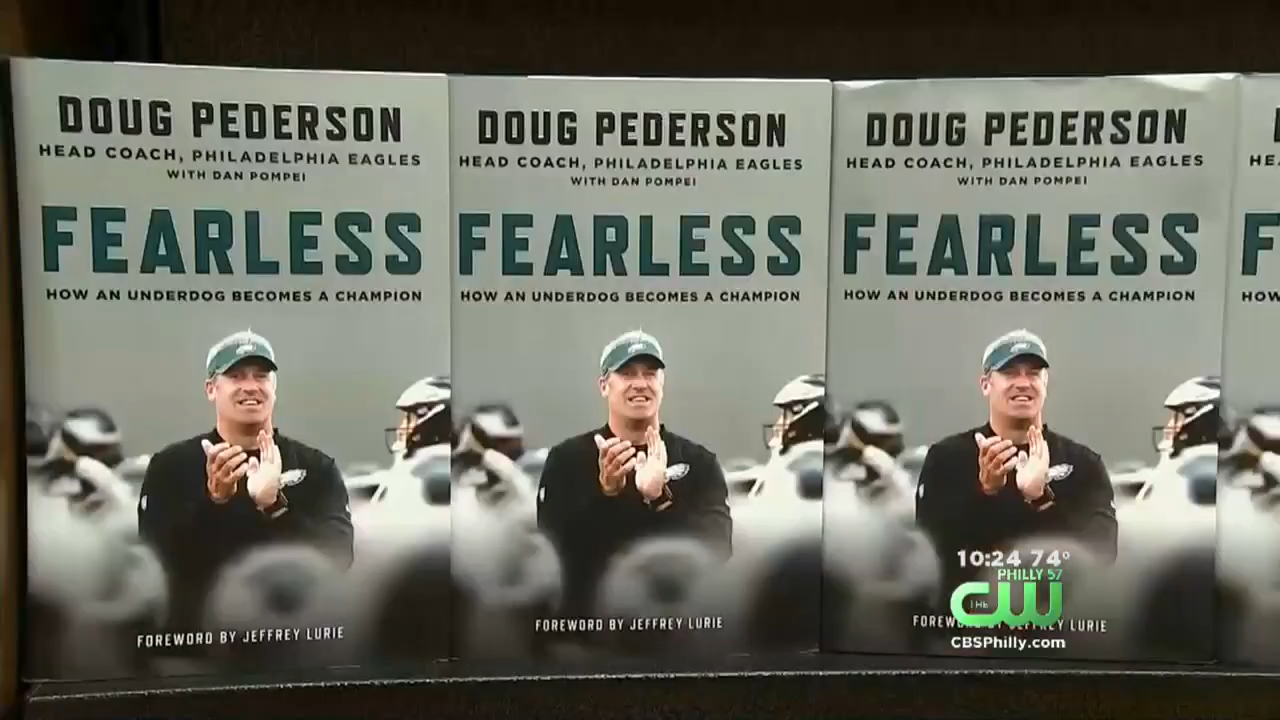 DOUG PEDERSON
HEAD COACH, PHILADELPHIA EAGLES
WITH DAN POMPEI
FEARLESS
HOW AN UNDERDOG BECOMES A CHAMPION
FOREWORD BY JEFFREY LURIE
DOUG PEDERSON
HEAD COACH, PHILADELPHIA EAGLES
WITH DAN POMPEI
FEARLESS
HOW AN UNDERDOG BECOMES A CHAMPION
FOREWORD BY JEFFREY LURIE
DOUG PEDERSON
HEAD COACH, PHILADELPHIA EAGLES
WITH DAN POMPEI
FEARLESS
HOW AN UNDERDOG BECOMES A CHAMPION
10:24 74°
PHILLY 57
THE CW
CBSPhilly.com
HOW